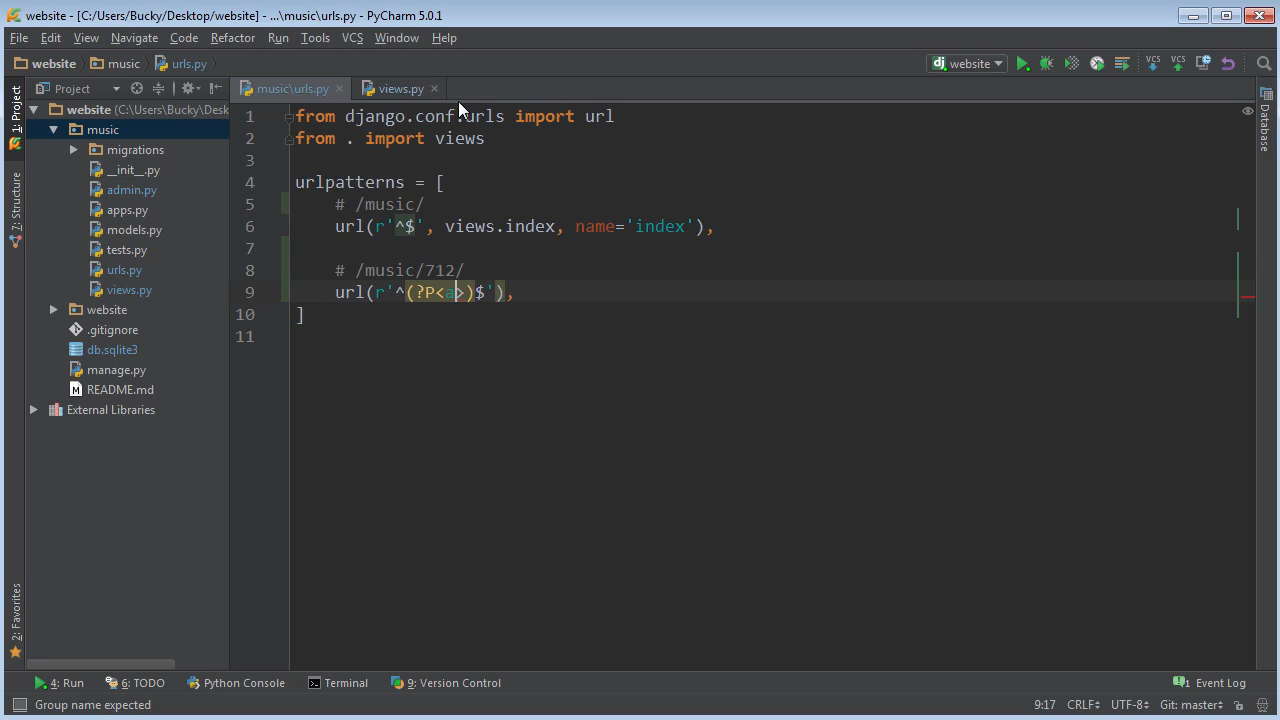 website - [C:/Users/Bucky/Desktop/website] - ...\music\urls.py - PyCharm 5.0.1
File Edit View Navigate Code Refactor Run Tools VCS Window Help
website music urls.py
dj website VCS VCS
1: Project
7: Structure
2: Favorites
Project
website (C:\Users\Bucky\Desk
music
migrations
__init__.py
admin.py
apps.py
models.py
tests.py
urls.py
views.py
website
.gitignore
db.sqlite3
manage.py
README.md
External Libraries
music\urls.py views.py
1 from django.conf.urls import url
2 from . import views
3
4 urlpatterns = [
5 # /music/
6 url(r'^$', views.index, name='index'),
7
8 # /music/712/
9 url(r'^(?P<a>)$'),
10 ]
11
Database
4: Run 6: TODO Python Console Terminal 9: Version Control 1 Event Log
Group name expected 9:17 CRLF UTF-8 Git: master